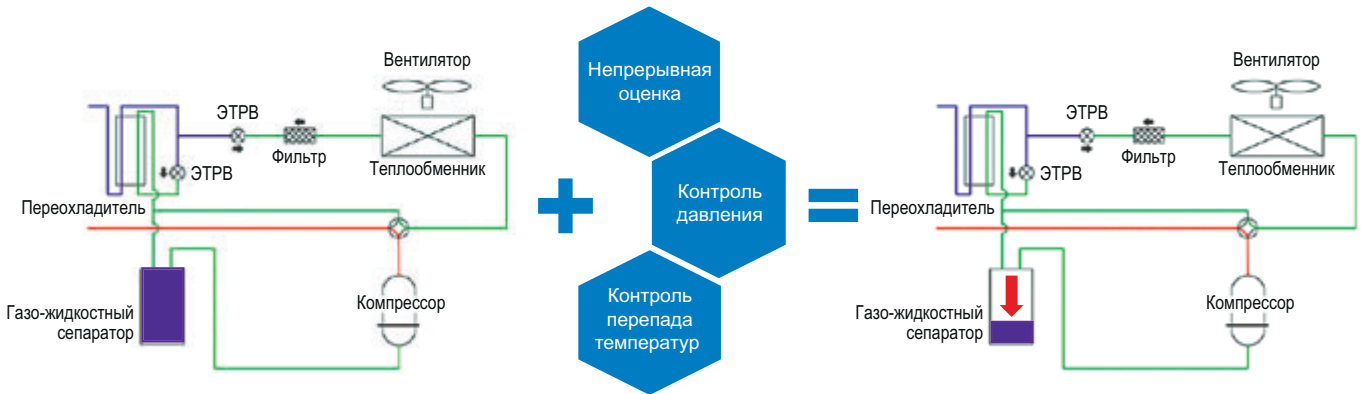 Вентилятор
ЭТРВ
Фильтр
Теплообменник
ЭТРВ
Переохладитель
Газо-жидкостный
сепаратор
Компрессор
Непрерывная
оценка
Контроль
давления
Контроль
перепада
температур
Вентилятор
ЭТРВ
Фильтр
Теплообменник
ЭТРВ
Переохладитель
Газо-жидкостный
сепаратор
Компрессор